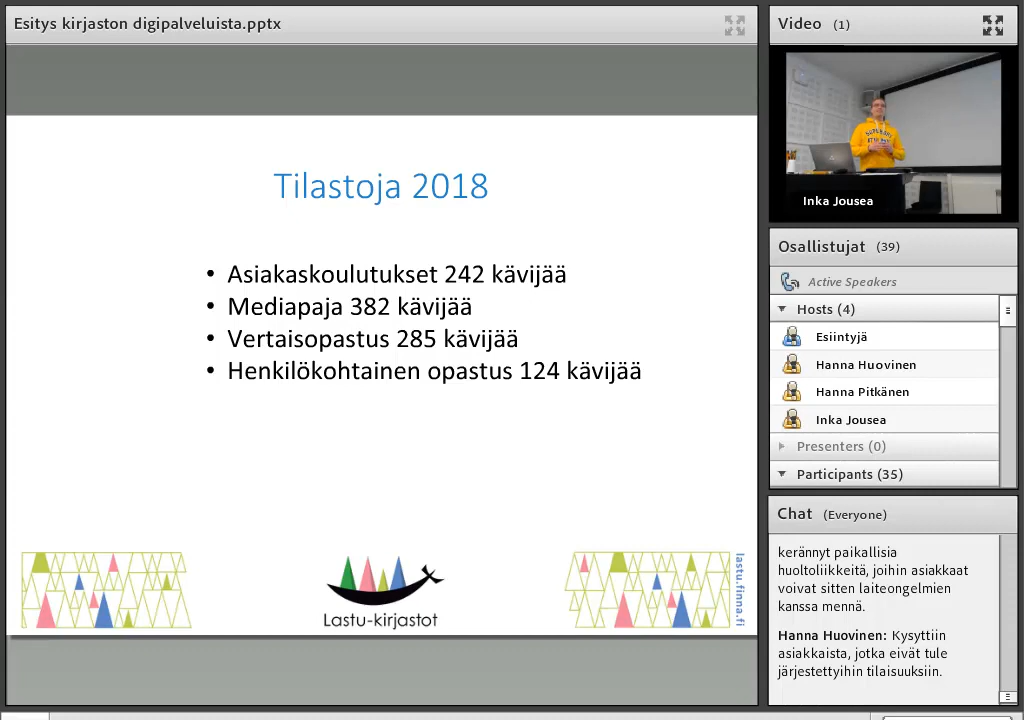 Esitys kirjaston digipalveluista.pptx
Tilastoja 2018
• Asiakaskoulutukset 242 kävijää
• Mediapaja 382 kävijää
• Vertaisopastus 285 kävijää
• Henkilökohtainen opastus 124 kävijää
Lastu-kirjastot
lastu.finna.fi
Video (1)
Inka Jousea
Osallistujat (39)
Active Speakers
Hosts (4)
Esiintyjä
Hanna Huovinen
Hanna Pitkänen
Inka Jousea
Presenters (0)
Participants (35)
Chat (Everyone)
kerännyt paikallisia
huoltoliikkeitä, joihin asiakkaat
voivat sitten laiteongelmien
kanssa mennä.
Hanna Huovinen: Kysyttiin
asiakkaista, jotka eivät tule
järjestettyihin tilaisuuksiin.